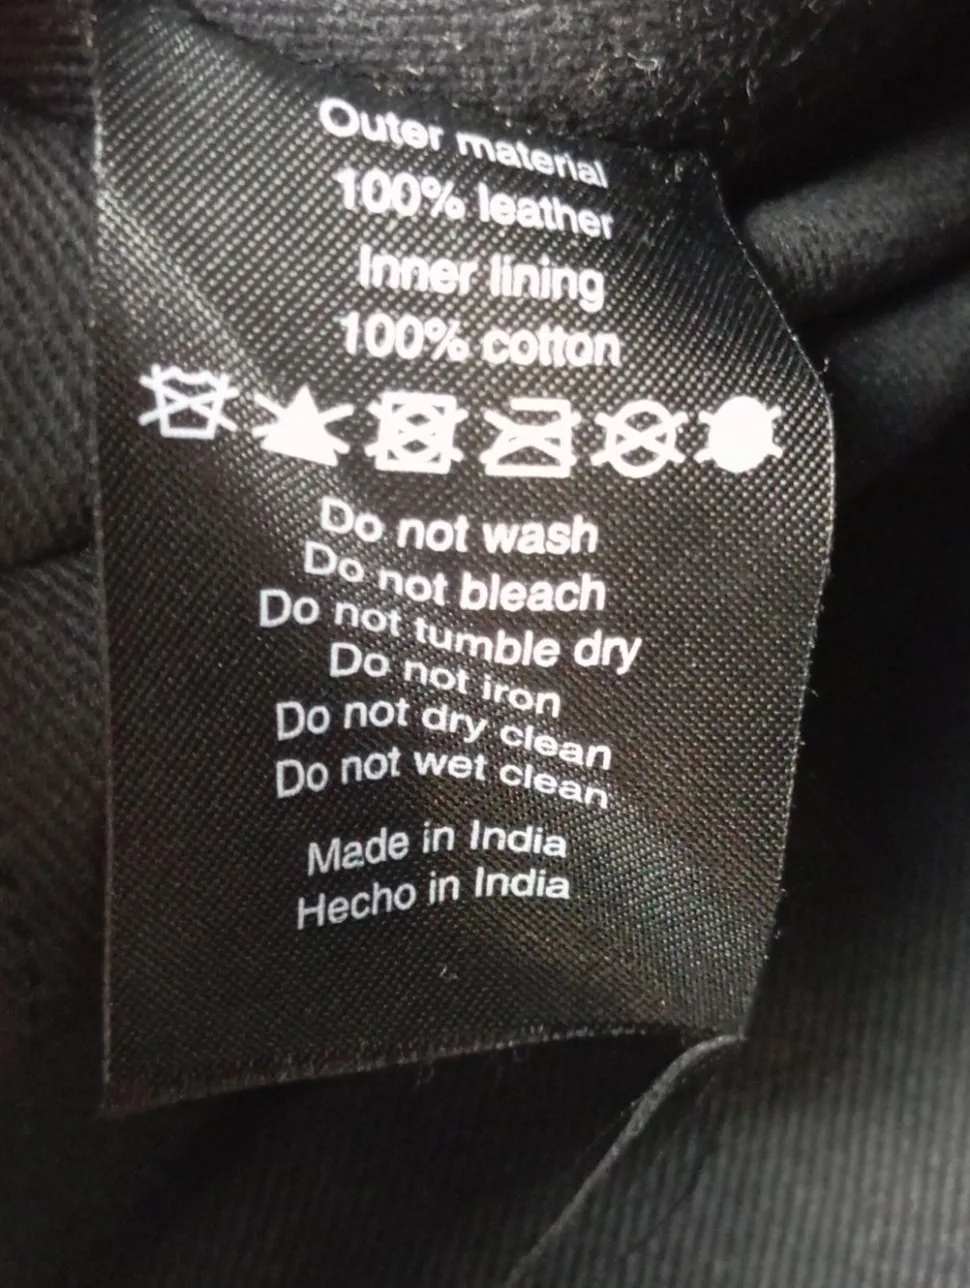 Outer material
100% leather
Inner lining
100% cotton
Do not wash
Do not bleach
Do not tumble dry
Do not iron
Do not dry clean
Do not wet clean
Made in India
Hecho in India